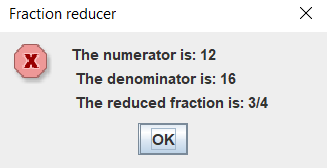 Fraction reducer
The numerator is: 12
The denominator is: 16
The reduced fraction is: 3/4
OK